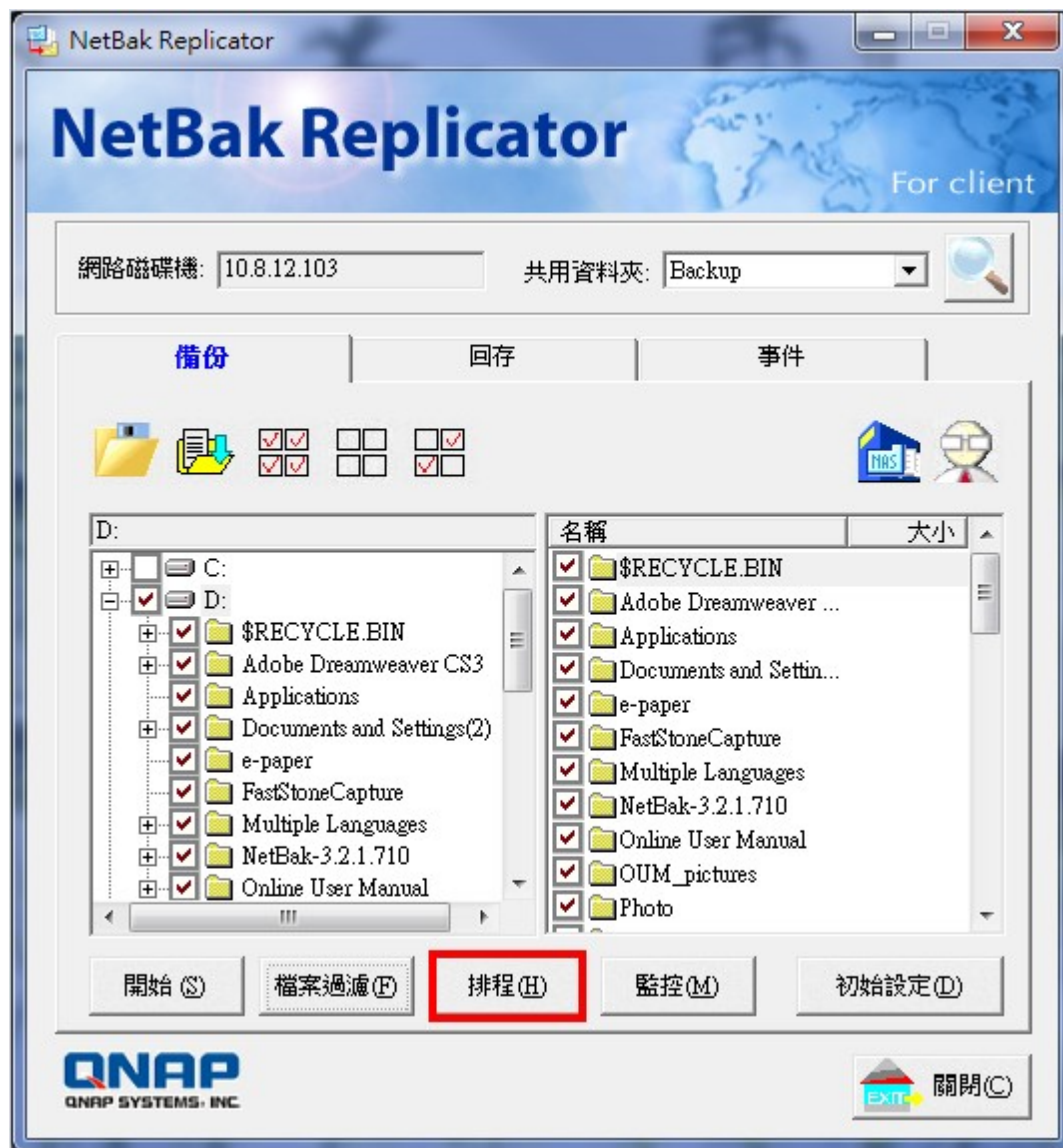 NetBak Replicator
NetBak Replicator
For client
網路磁碟機: 10.8.12.103 共用資料夾: Backup
備份 回存 事件
NAS
D:
C:
D:
$RECYCLE.BIN
Adobe Dreamweaver CS3
Applications
Documents and Settings(2)
e-paper
FastStoneCapture
Multiple Languages
NetBak-3.2.1.710
Online User Manual
名稱 大小
$RECYCLE.BIN
Adobe Dreamweaver ...
Applications
Documents and Settin...
e-paper
FastStoneCapture
Multiple Languages
NetBak-3.2.1.710
Online User Manual
OUM_pictures
Photo
開始 (S) 檔案過濾(F) 排程(H) 監控(M) 初始設定(D)
QNAP
QNAP SYSTEMS, INC.
EXIT 關閉(C)